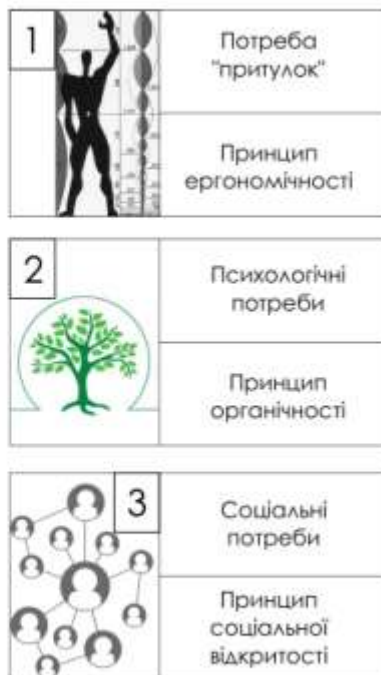 1
Потреба
"притулок"
Принцип
ергономічності
2
Психологічні
потреби
Принцип
органічності
3
Соціальні
потреби
Принцип
соціальної
відкритості